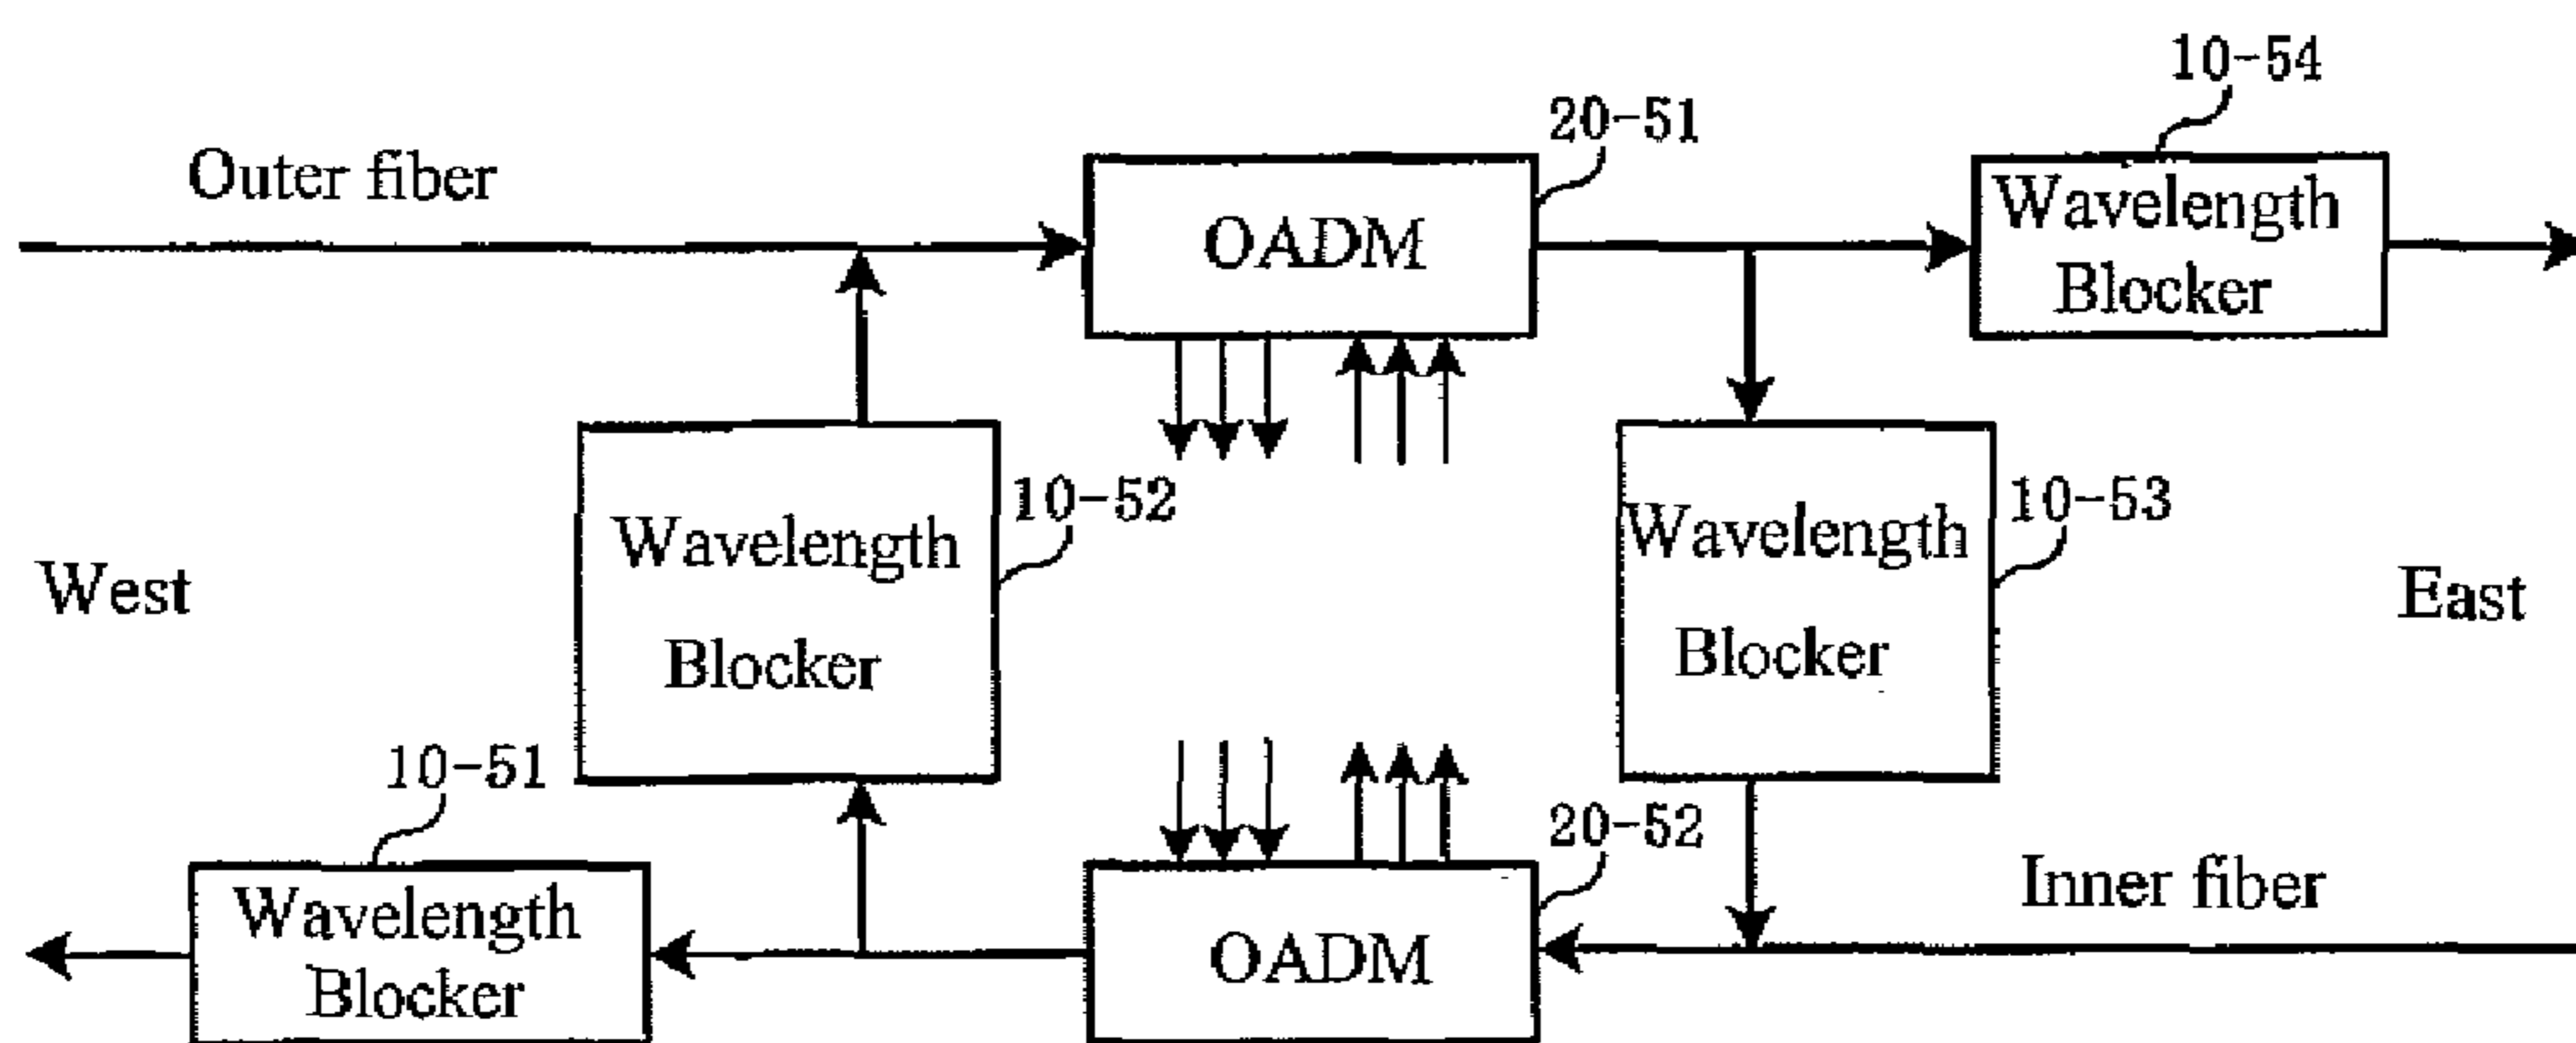 10-54
20-51
Outer fiber
OADM
Wavelength
Blocker
10-52
10-53
Wavelength
Blocker
Wavelength
Blocker
West
East
10-51
20-52
Wavelength
Blocker
OADM
Inner fiber